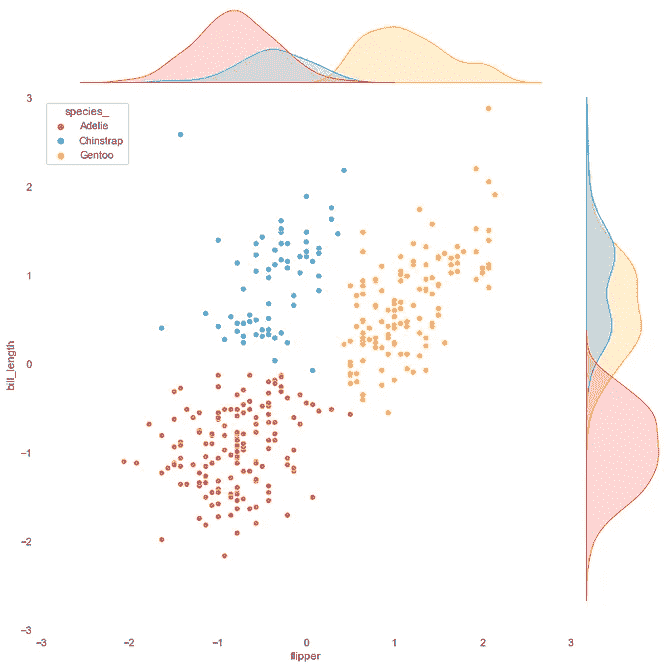 species_
Adelie
Chinstrap
Gentoo
3
2
1
0
−1
−2
−3
bill_length
−3 −2 −1 0 1 2 3
flipper